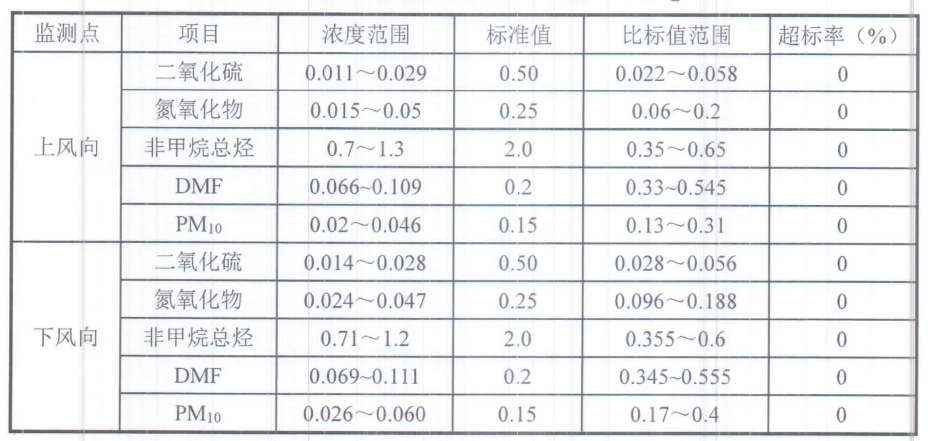 监测点 项目 浓度范围 标准值 比标值范围 超标率（%）
上风向 二氧化硫 0.011～0.029 0.50 0.022～0.058 0
氮氧化物 0.015～0.05 0.25 0.06～0.2 0
非甲烷总烃 0.7～1.3 2.0 0.35～0.65 0
DMF 0.066~0.109 0.2 0.33~0.545 0
PM₁₀ 0.02～0.046 0.15 0.13～0.31 0
下风向 二氧化硫 0.014～0.028 0.50 0.028～0.056 0
氮氧化物 0.024～0.047 0.25 0.096～0.188 0
非甲烷总烃 0.71～1.2 2.0 0.355～0.6 0
DMF 0.069~0.111 0.2 0.345~0.555 0
PM₁₀ 0.026～0.060 0.15 0.17～0.4 0